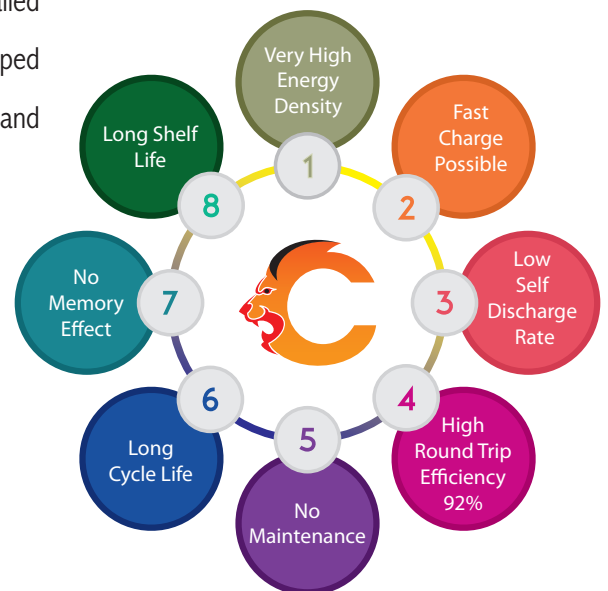 ped
and
1
Very High
Energy
Density
2
Fast
Charge
Possible
3
Low
Self
Discharge
Rate
4
High
Round Trip
Efficiency
92%
5
No
Maintenance
6
Long
Cycle Life
7
No
Memory
Effect
8
Long Shelf
Life
C